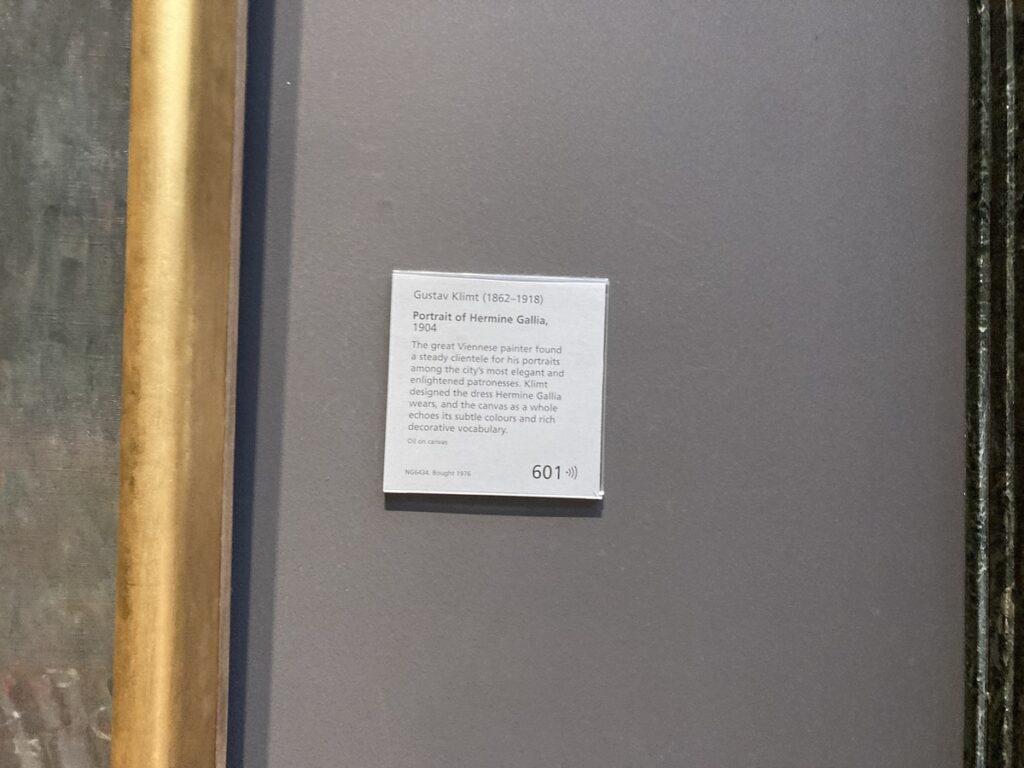 Gustav Klimt (1862–1918)
Portrait of Hermine Gallia,
1904
The great Viennese painter found
a steady clientele for his portraits
among the city's most elegant and
enlightened patronesses. Klimt
designed the dress Hermine Gallia
wears, and the canvas as a whole
echoes its subtle colours and rich
decorative vocabulary.
Oil on canvas
NG6434. Bought 1976
601